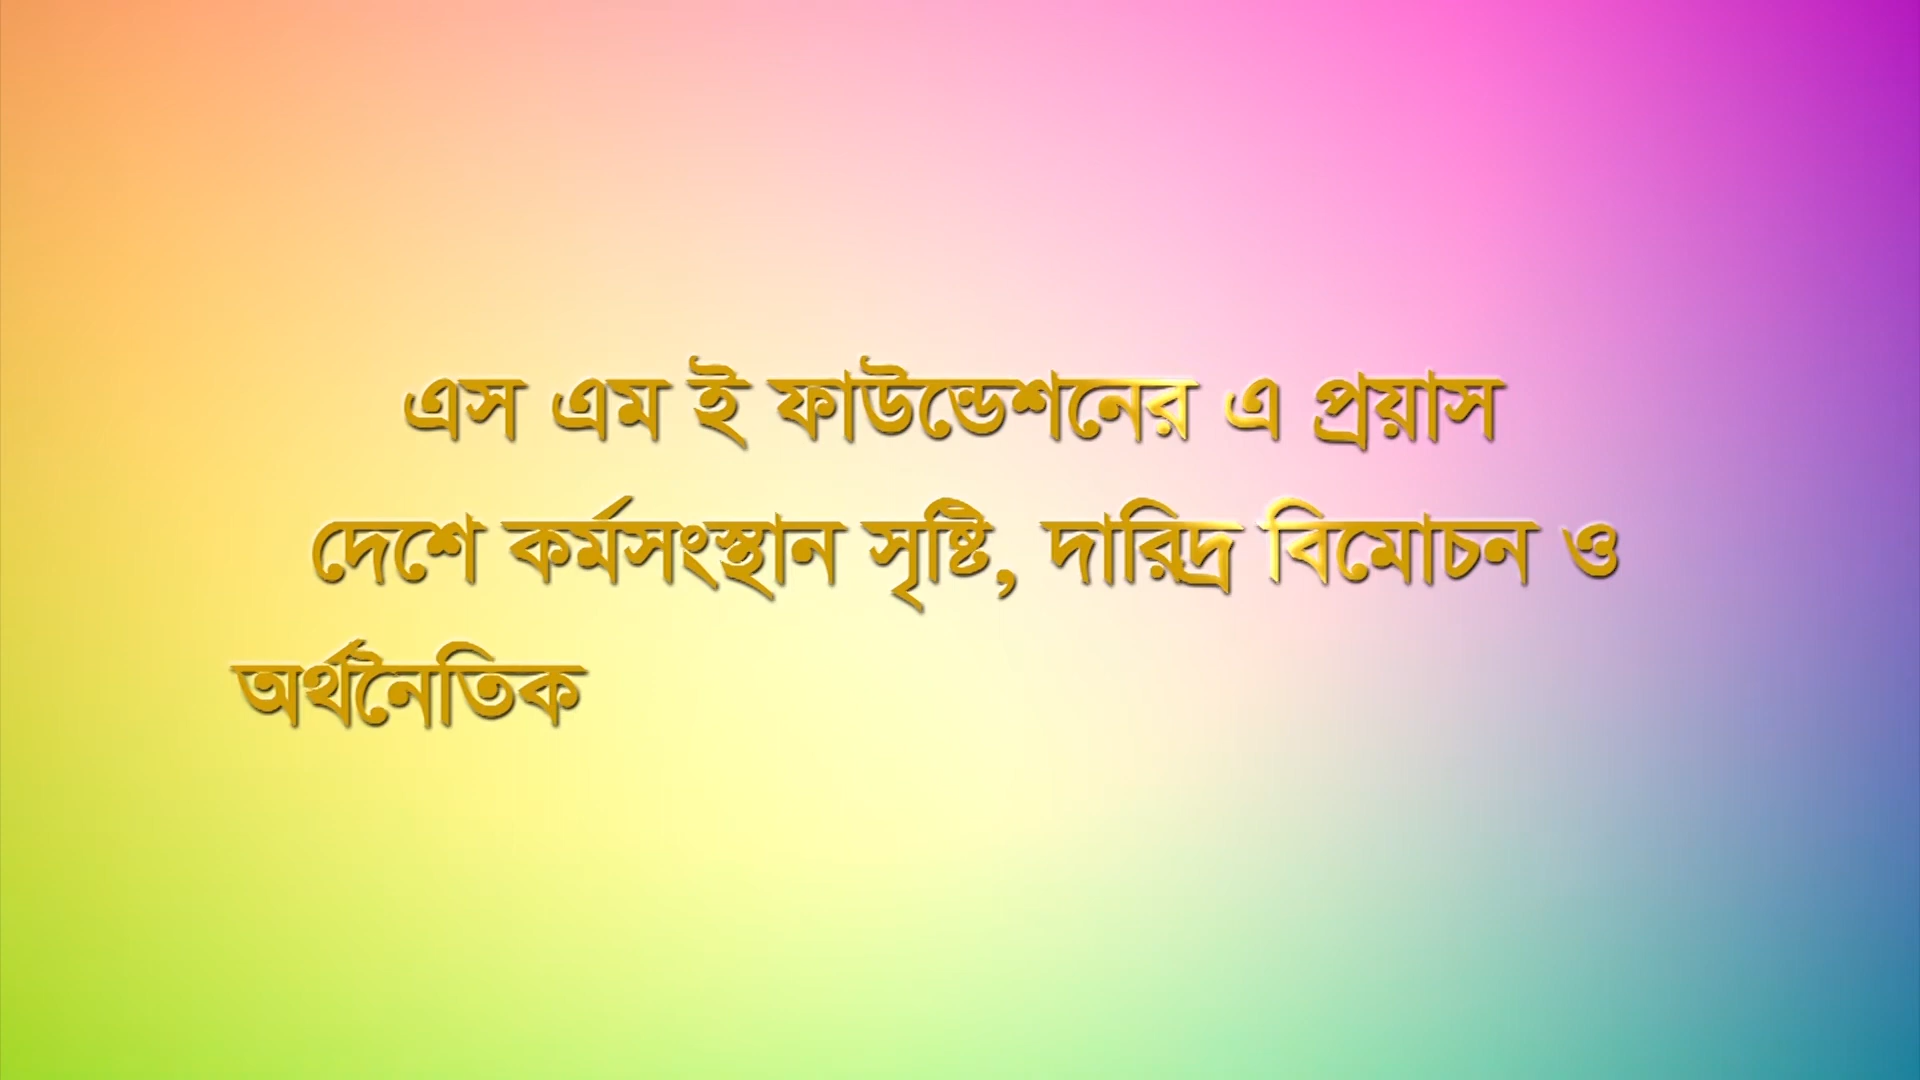 এস এম ই ফাউন্ডেশনের এ প্রয়াস
দেশে কর্মসংস্থান সৃষ্টি, দারিদ্র বিমোচন ও
অর্থনৈতিক